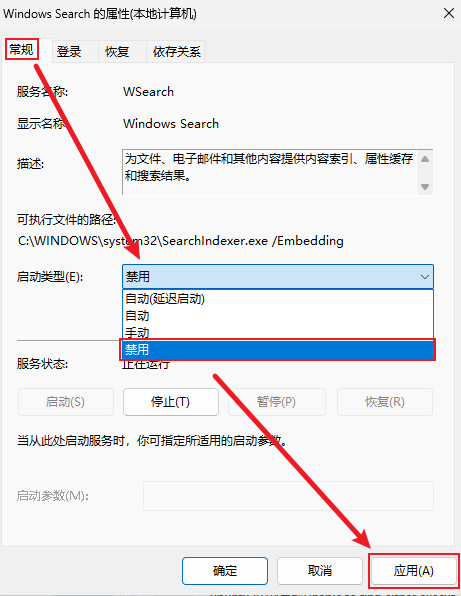 Windows Search 的属性(本地计算机)
常规 登录 恢复 依存关系
服务名称: WSearch
显示名称: Windows Search
描述: 为文件、电子邮件和其他内容提供内容索引、属性缓存
和搜索结果。
可执行文件的路径:
C:\WINDOWS\system32\SearchIndexer.exe /Embedding
启动类型(E): 禁用
自动(延迟启动)
自动
手动
禁用
服务状态: 正在运行
启动(S) 停止(T) 暂停(P) 恢复(R)
当从此处启动服务时，你可指定所适用的启动参数。
启动参数(M):
确定 取消 应用(A)